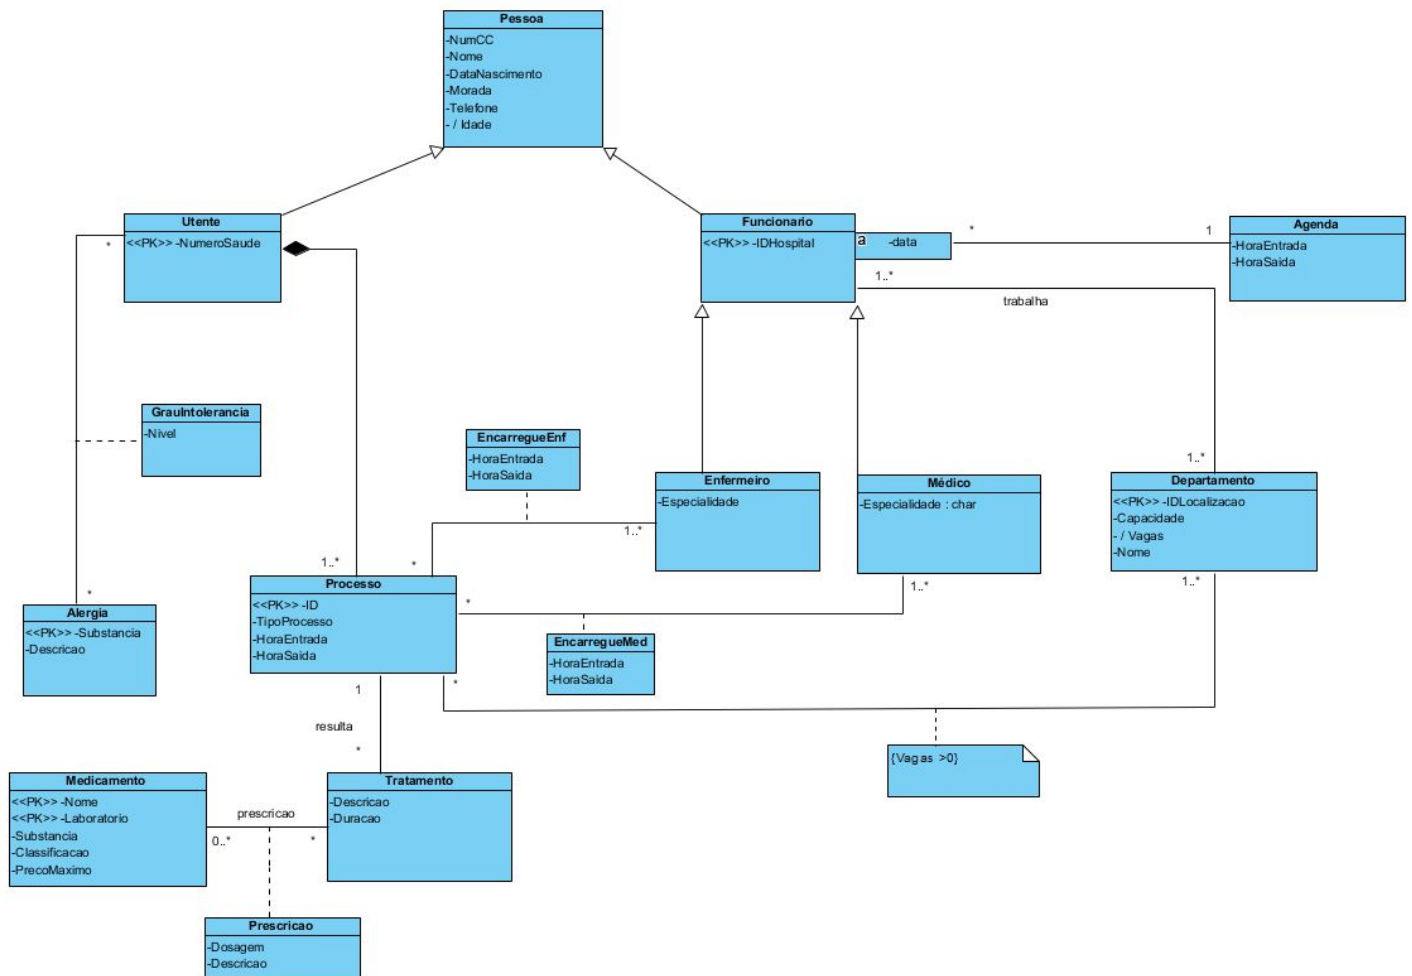 Pessoa
-NumCC
-Nome
-DataNascimento
-Morada
-Telefone
- / Idade
Utente
<<PK>> -NumeroSaude
*
Funcionario
<<PK>> -IDHospital
a -data
*
1
Agenda
-HoraEntrada
-HoraSaida
1..*
trabalha
GrauIntolerancia
-Nivel
EncarregueEnf
-HoraEntrada
-HoraSaida
Enfermeiro
-Especialidade
1..*
Médico
-Especialidade : char
1..*
1..*
Departamento
<<PK>> -IDLocalizacao
-Capacidade
- / Vagas
-Nome
1..*
1..*
*
Processo
<<PK>> -ID
-TipoProcesso
-HoraEntrada
-HoraSaida
*
*
EncarregueMed
-HoraEntrada
-HoraSaida
*
Alergia
<<PK>> -Substancia
-Descricao
1
resulta
*
{Vagas >0}
Medicamento
<<PK>> -Nome
<<PK>> -Laboratorio
-Substancia
-Classificacao
-PrecoMaximo
prescricao
0..*
*
Tratamento
-Descricao
-Duracao
Prescricao
-Dosagem
-Descricao